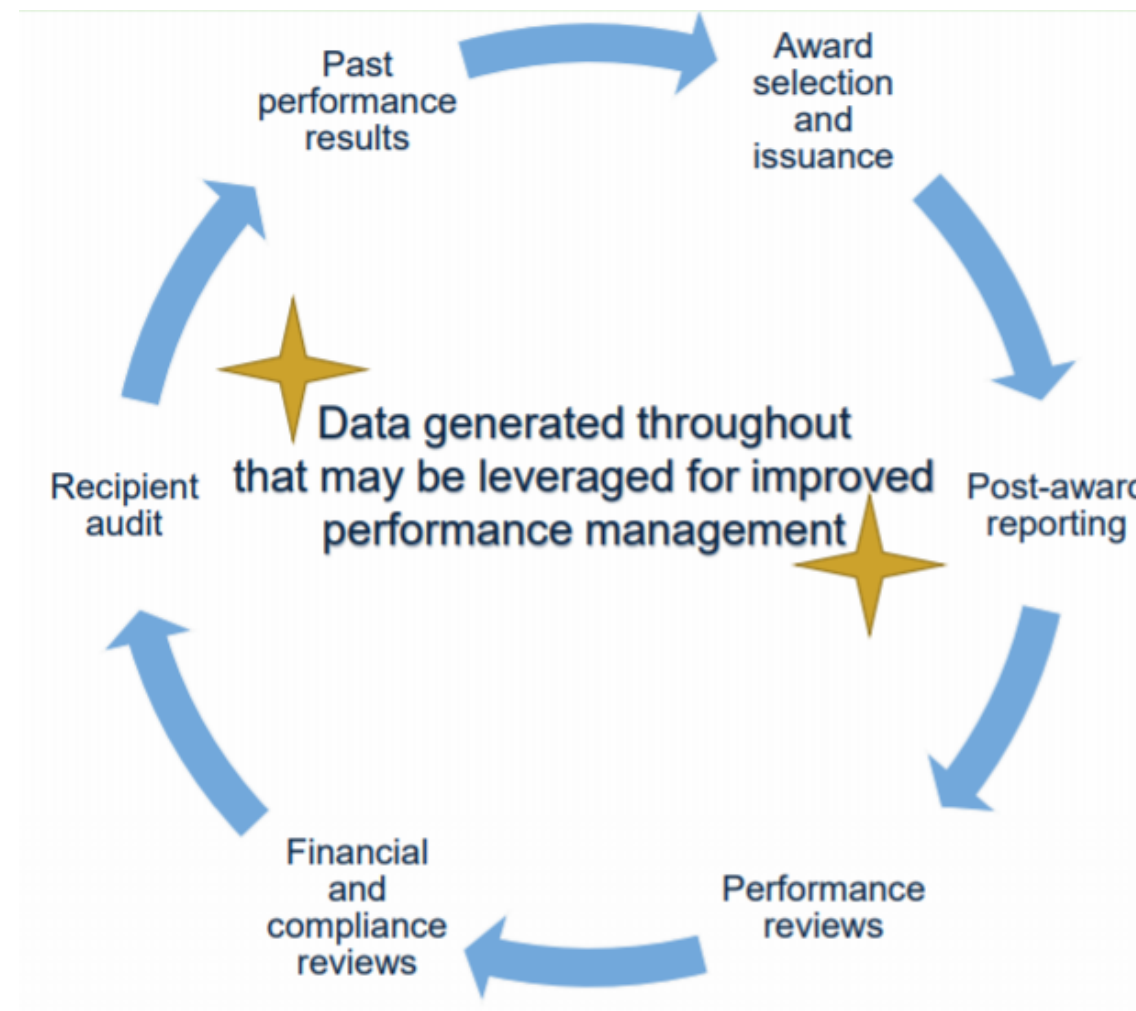 Past
performance
results
Award
selection
and
issuance
Data generated throughout
that may be leveraged for improved
performance management
Post-award
reporting
Performance
reviews
Financial
and
compliance
reviews
Recipient
audit